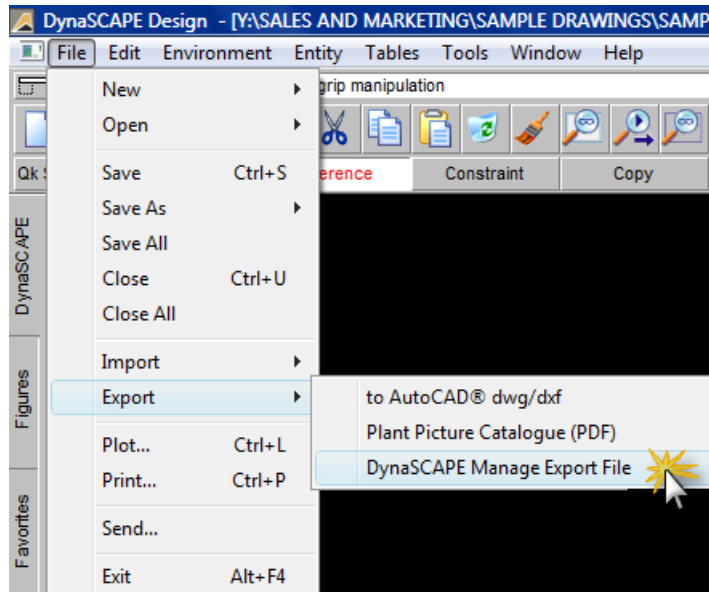 DynaSCAPE Design - [Y:\SALES AND MARKETING\SAMPLE DRAWINGS\SAMP
File Edit Environment Entity Tables Tools Window Help
grip manipulation
Qk
erence Constraint Copy
New
Open
Save Ctrl+S
Save As
Save All
Close Ctrl+U
Close All
Import
Export
Plot... Ctrl+L
Print... Ctrl+P
Send...
Exit Alt+F4
to AutoCAD® dwg/dxf
Plant Picture Catalogue (PDF)
DynaSCAPE Manage Export File
DynaSCAPE
Figures
Favorites